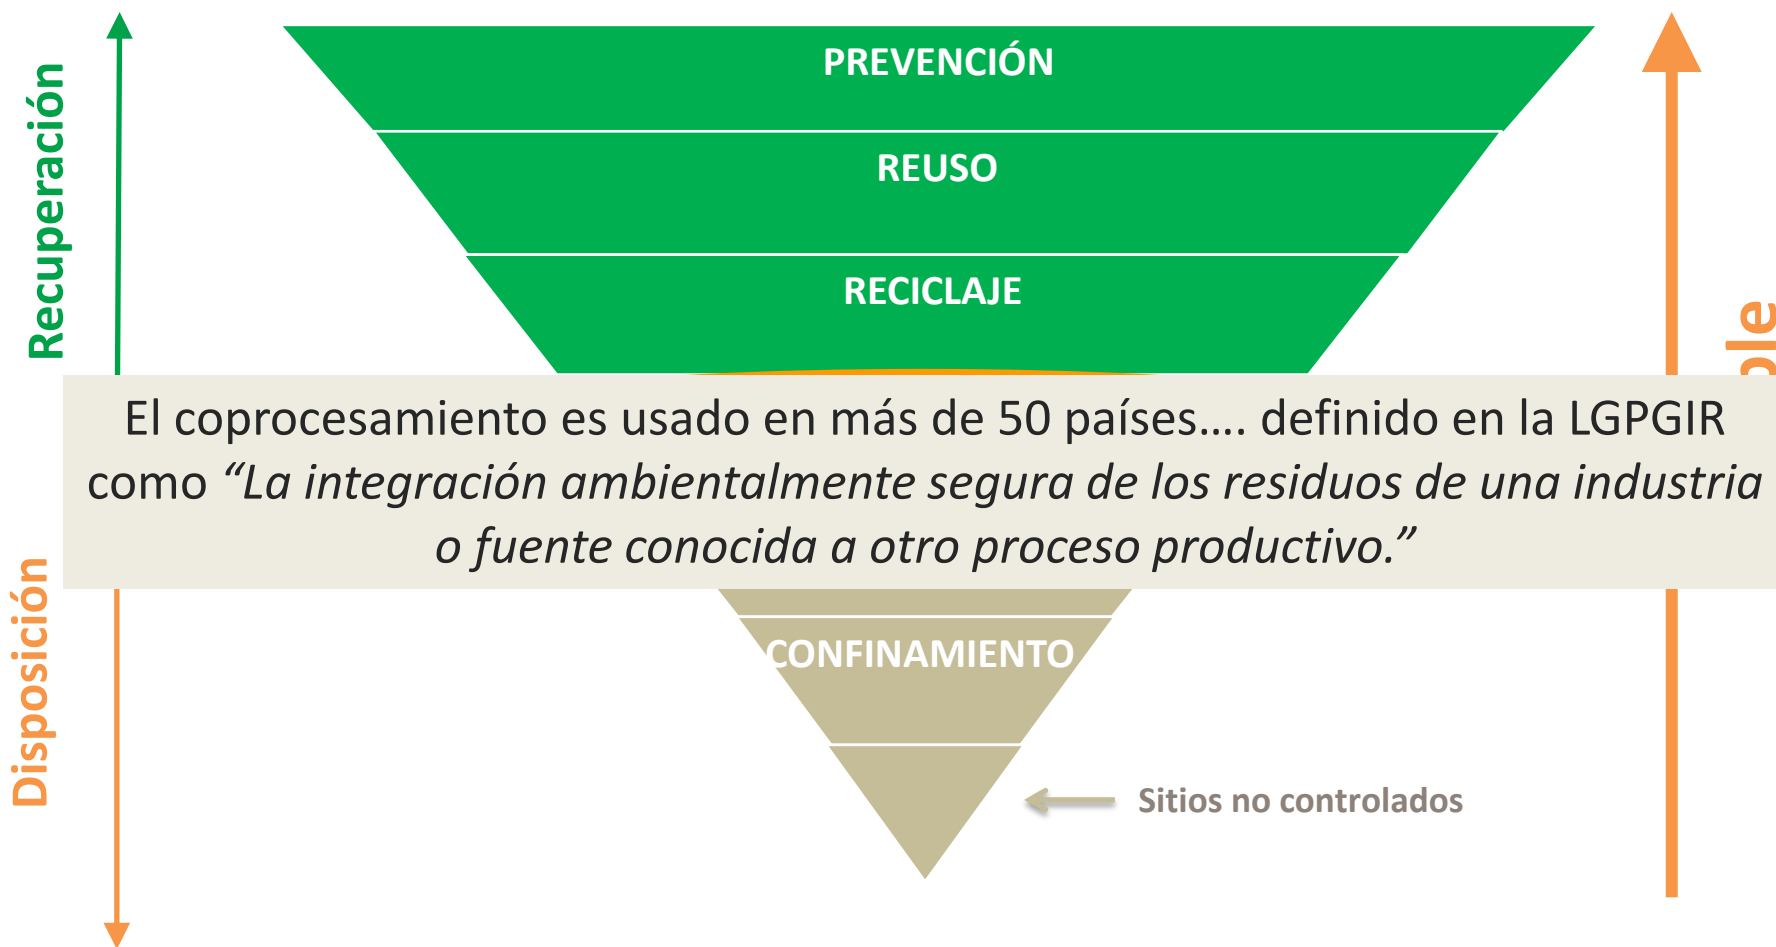 PREVENCIÓN
REUSO
RECICLAJE
Recuperación
El coprocesamiento es usado en más de 50 países.... definido en la LGPGIR
como “La integración ambientalmente segura de los residuos de una industria
o fuente conocida a otro proceso productivo.”
Disposición
CONFINAMIENTO
Sitios no controlados